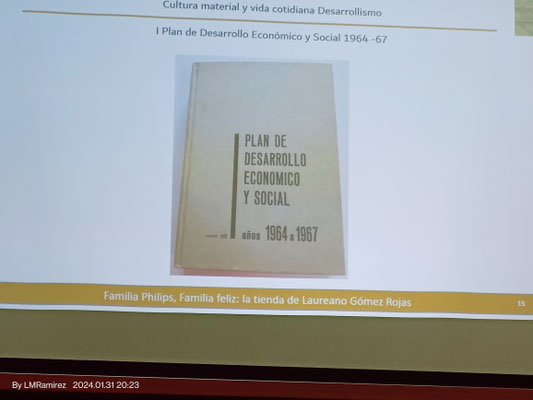 Cultura material y vida cotidiana Desarrollismo
I Plan de Desarrollo Económico y Social 1964 -67
PLAN DE
DESARROLLO
ECONOMICO
Y SOCIAL
años 1964 a 1967
Familia Philips, Familia feliz: la tienda de Laureano Gómez Rojas
15
By LMRamirez 2024.01.31 20:23